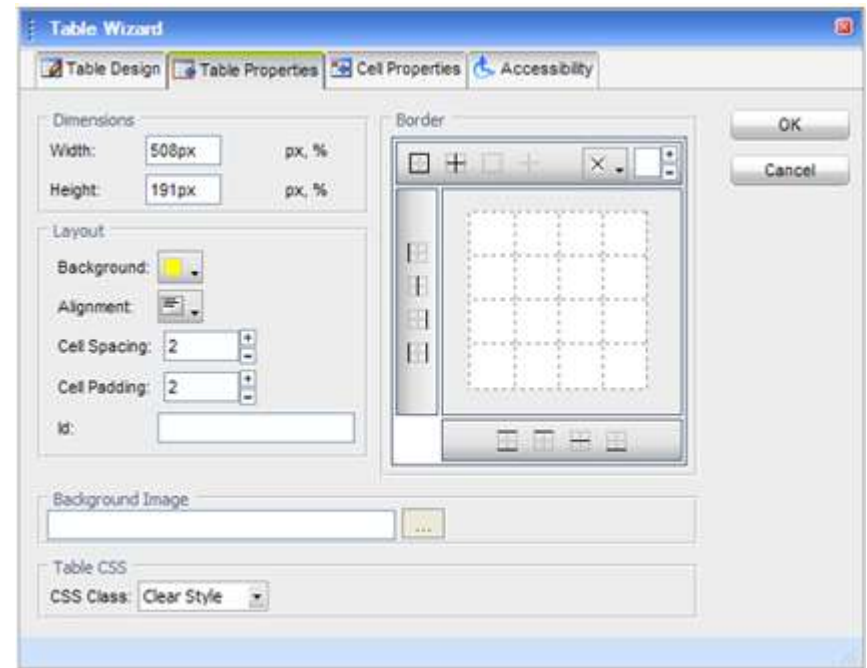 Table Wizard
Table Design Table Properties Cell Properties Accessibility
Dimensions
Width: 508px px, %
Height: 191px px, %
Layout
Background:
Alignment:
Cell Spacing: 2
Cell Padding: 2
Id:
Border
OK
Cancel
Background Image
...
Table CSS
CSS Class: Clear Style